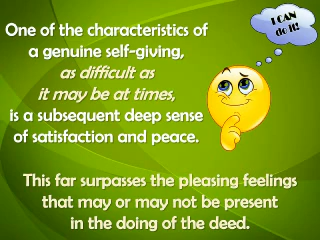 One of the characteristics of
a genuine self-giving,
as difficult as
it may be at times,
is a subsequent deep sense
of satisfaction and peace.
I CAN
do it!
This far surpasses the pleasing feelings
that may or may not be present
in the doing of the deed.